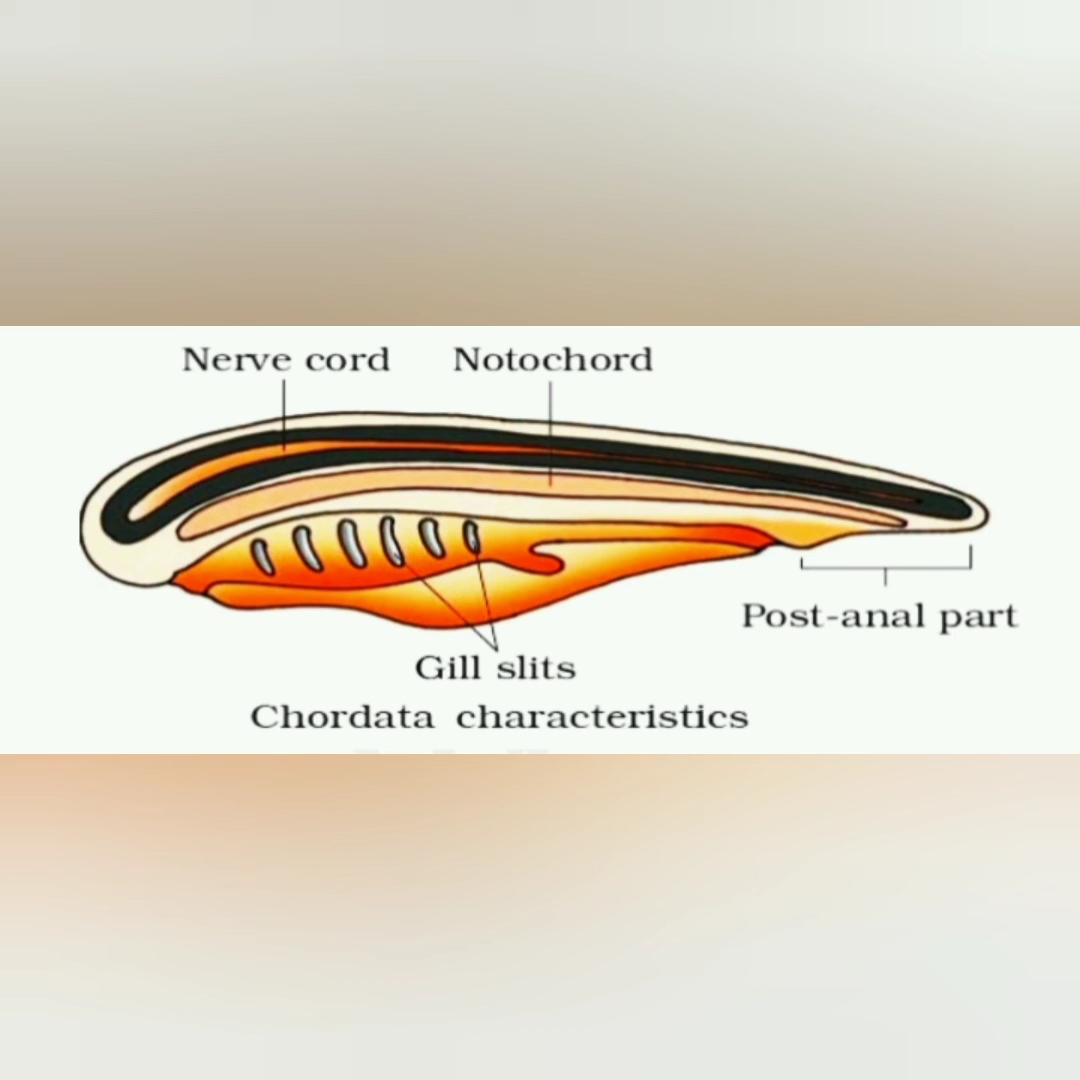 Nerve cord Notochord
Post-anal part
Gill slits
Chordata characteristics